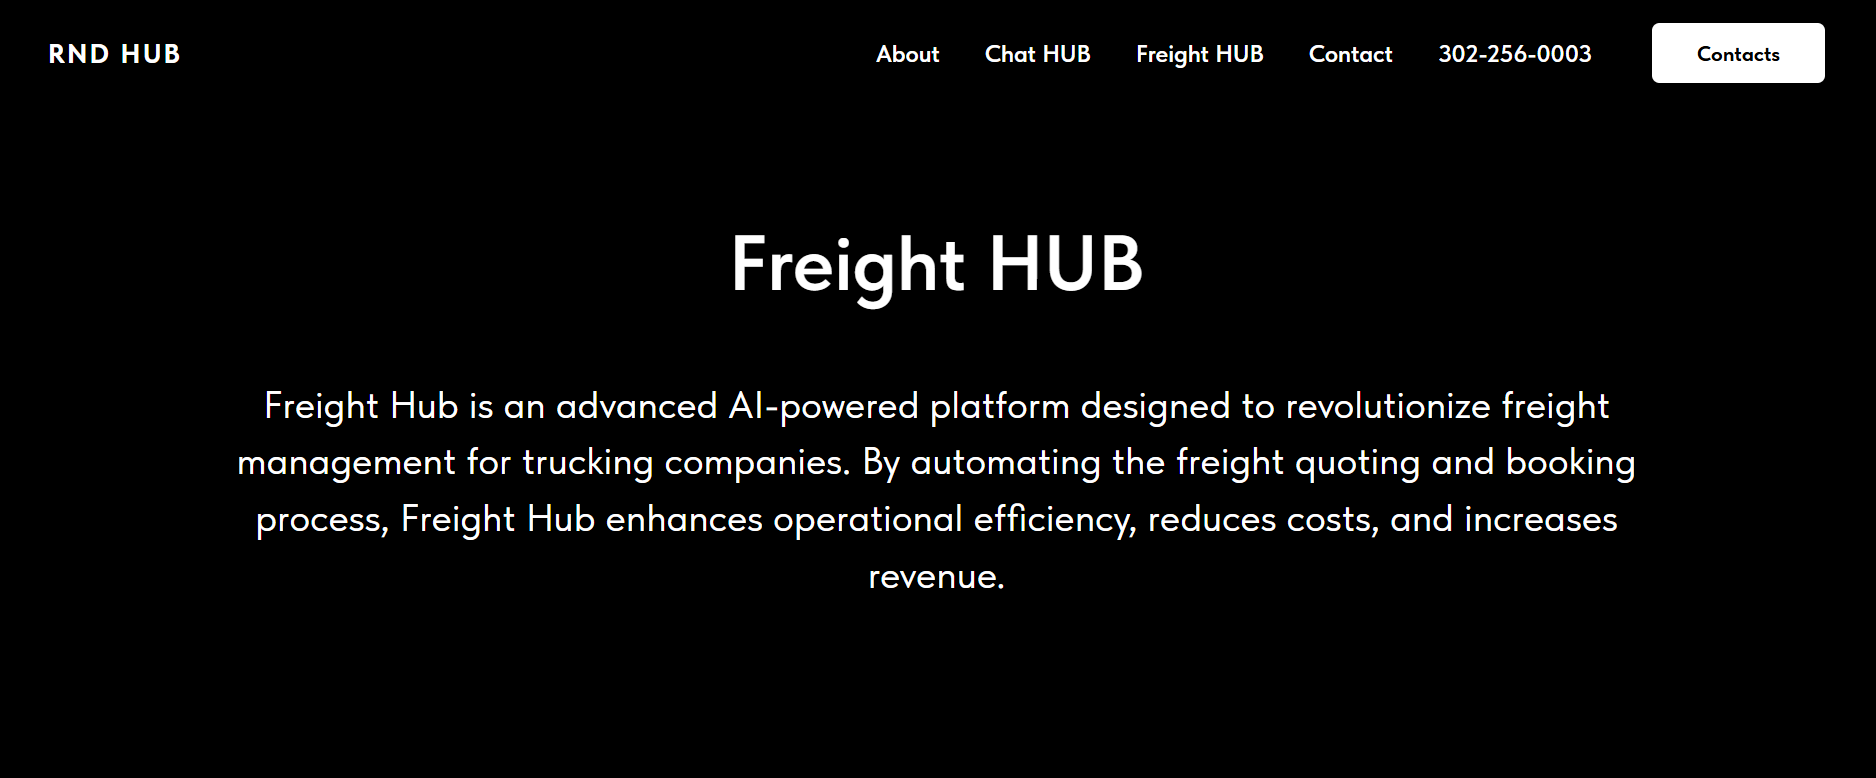 RND HUB
About Chat HUB Freight HUB Contact 302-256-0003 Contacts
Freight HUB
Freight Hub is an advanced AI-powered platform designed to revolutionize freight
management for trucking companies. By automating the freight quoting and booking
process, Freight Hub enhances operational efficiency, reduces costs, and increases
revenue.